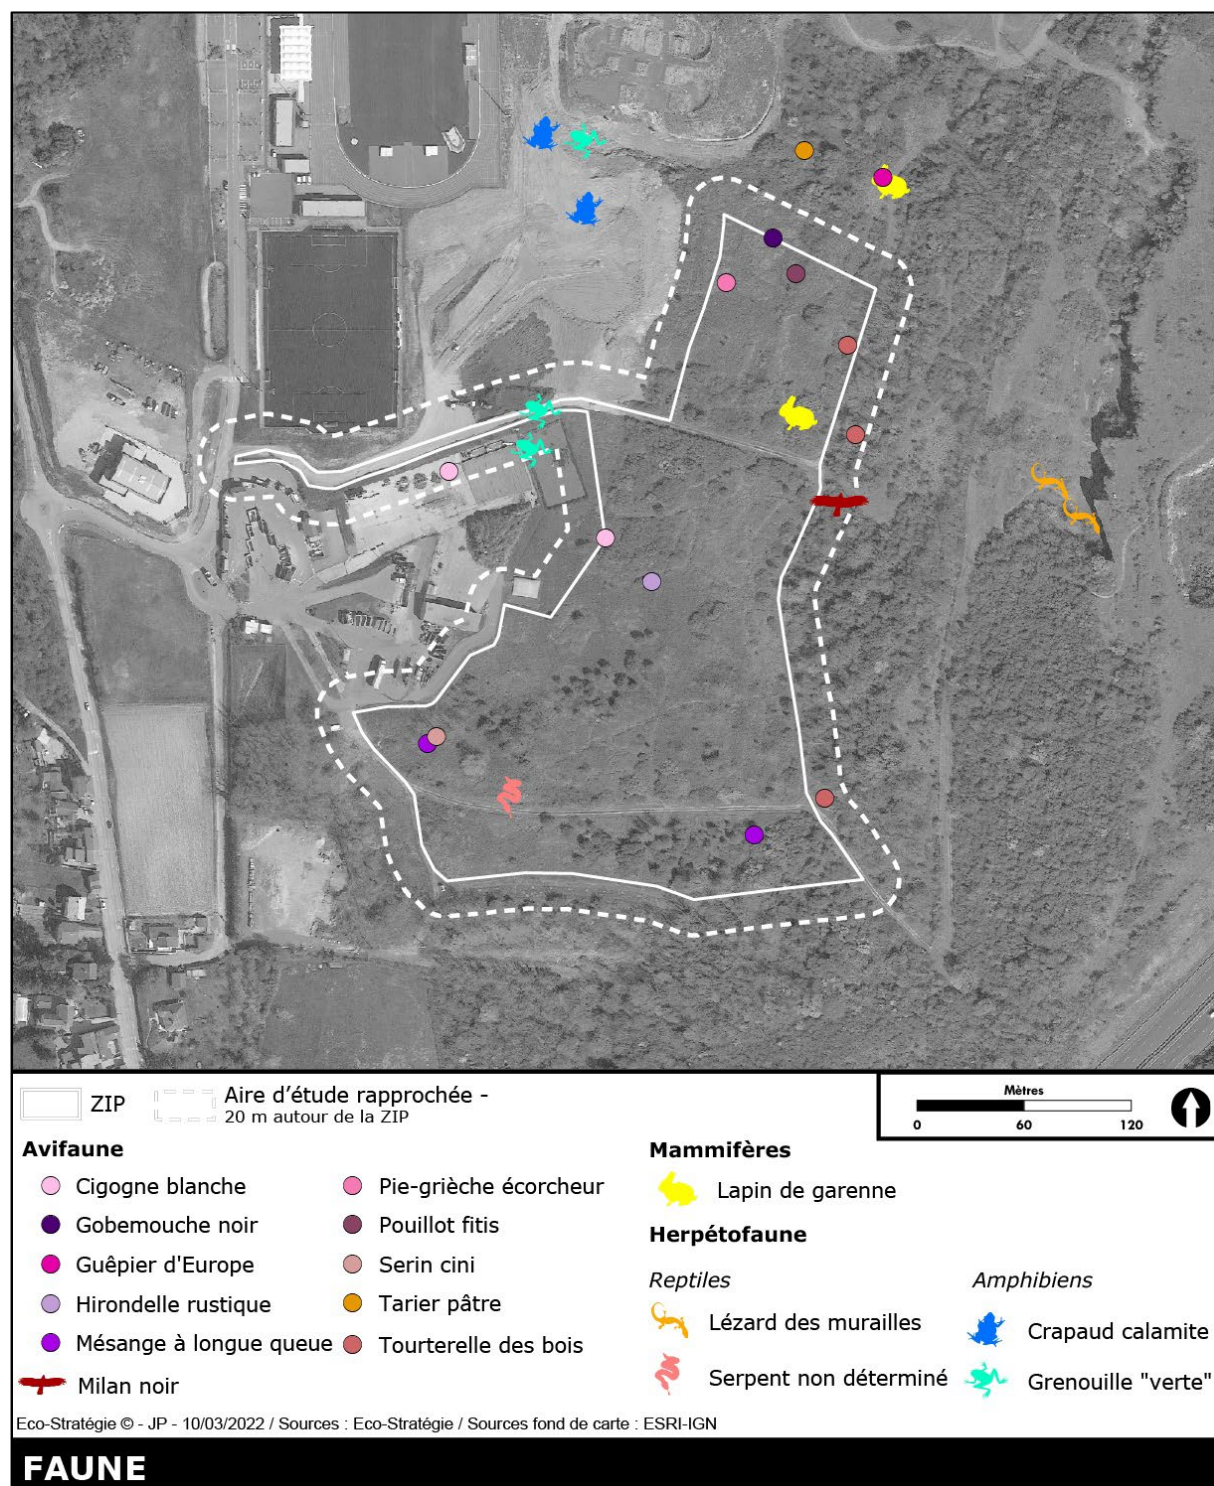 ZIP
Aire d’étude rapprochée -
20 m autour de la ZIP
Mètres
0 60 120
Avifaune
Cigogne blanche
Gobemouche noir
Guêpier d'Europe
Hirondelle rustique
Mésange à longue queue
Milan noir
Pie-grièche écorcheur
Pouillot fitis
Serin cini
Tarier pâtre
Tourterelle des bois
Mammifères
Lapin de garenne
Herpétofaune
Reptiles
Lézard des murailles
Serpent non déterminé
Amphibiens
Crapaud calamite
Grenouille "verte"
Eco-Stratégie © - JP - 10/03/2022 / Sources : Eco-Stratégie / Sources fond de carte : ESRI-IGN
FAUNE